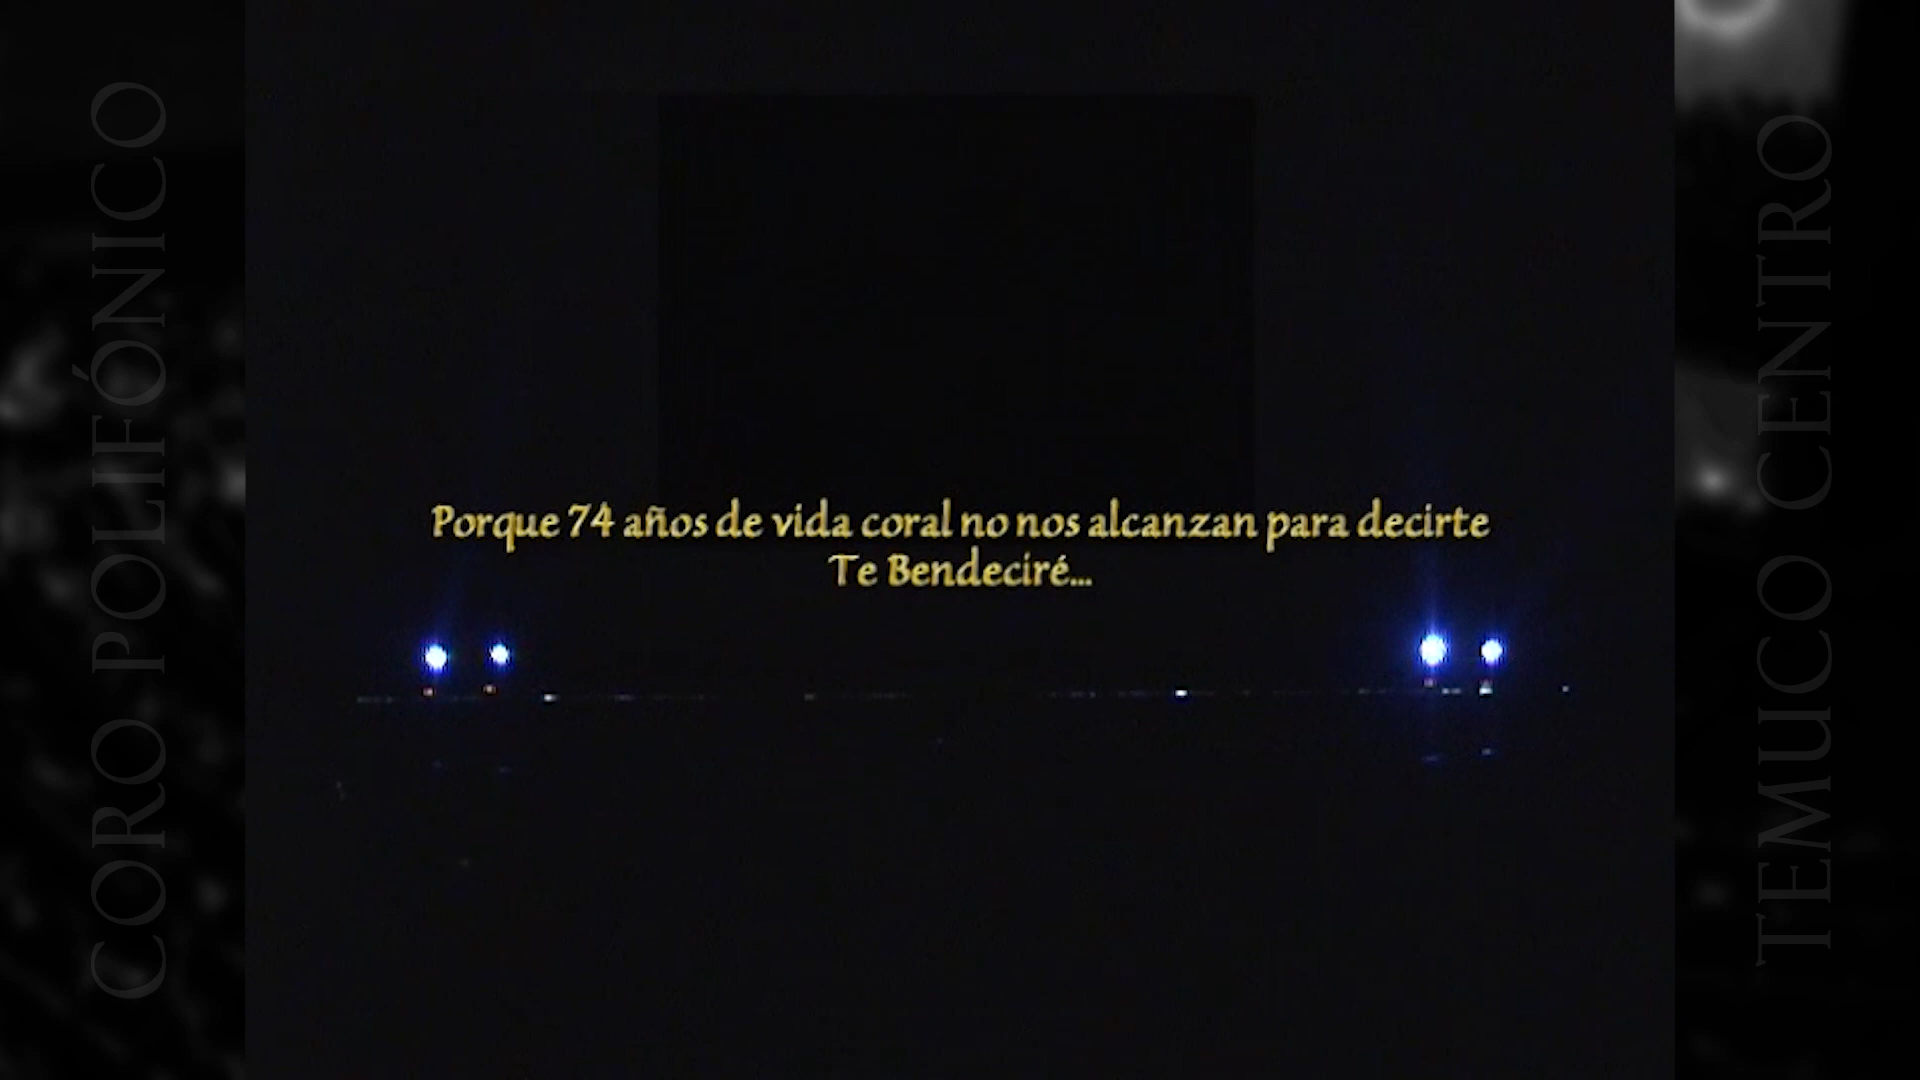 CORO POLIFÓNICO
Porque 74 años de vida coral no nos alcanzan para decirte
Te Bendeciré...
TEMUCO CENTRO